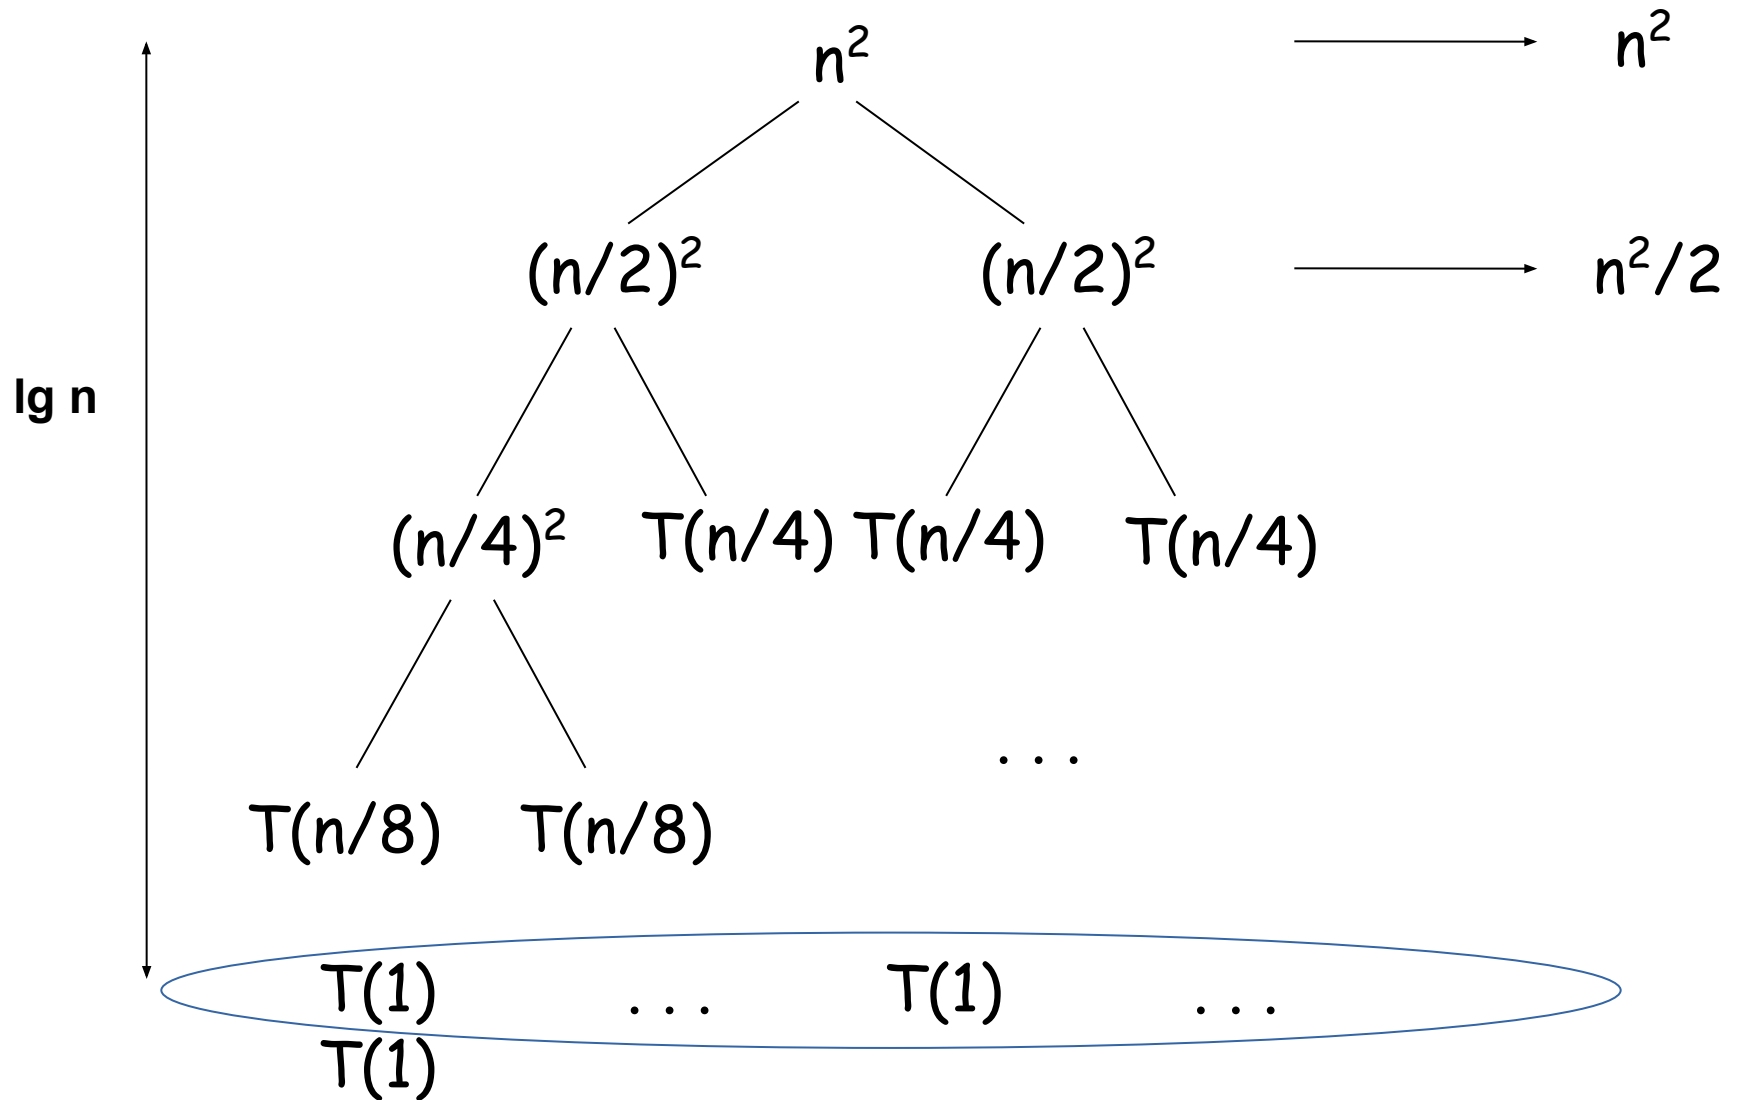 n² n²
(n/2)² (n/2)² n²/2
lg n
(n/4)² T(n/4) T(n/4) T(n/4)
. . .
T(n/8) T(n/8)
T(1) . . . T(1) . . .
T(1)